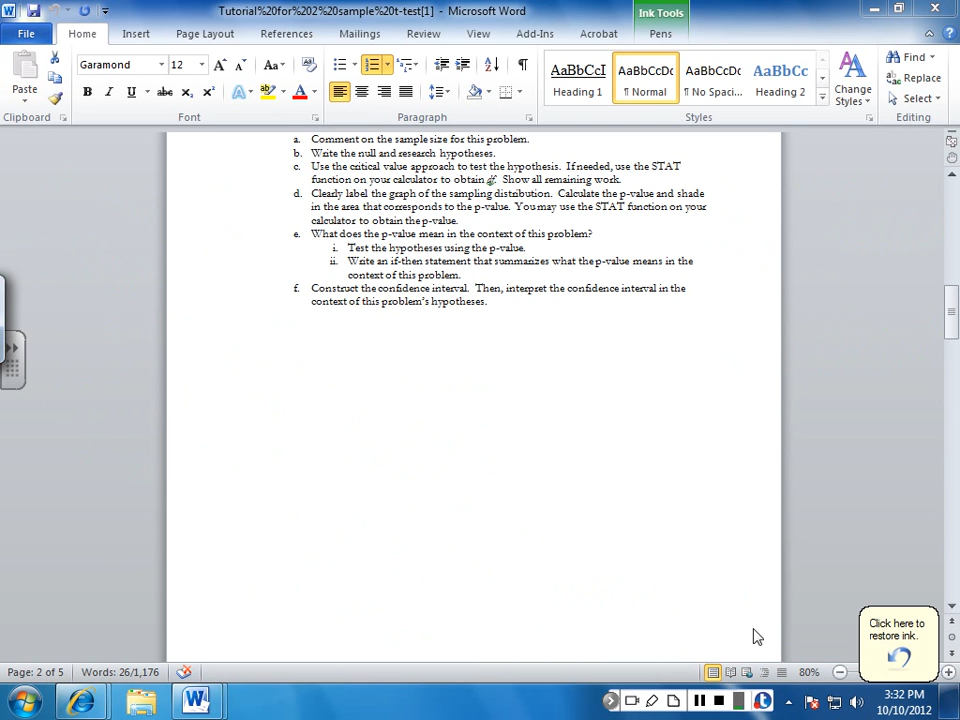 Tutorial%20for%202%20sample%20t-test[1] - Microsoft Word
Ink Tools
File Home Insert Page Layout References Mailings Review View Add-Ins Acrobat Pens
Paste
Garamond 12
AaBbCcI AaBbCcDc AaBbCcDc AaBbCc
Heading 1 ¶ Normal ¶ No Spaci... Heading 2
Change Styles
Find
Replace
Select
Clipboard Font Paragraph Styles Editing
a. Comment on the sample size for this problem.
b. Write the null and research hypotheses.
c. Use the critical value approach to test the hypothesis. If needed, use the STAT
function on your calculator to obtain df. Show all remaining work.
d. Clearly label the graph of the sampling distribution. Calculate the p-value and shade
in the area that corresponds to the p-value. You may use the STAT function on your
calculator to obtain the p-value.
e. What does the p-value mean in the context of this problem?
i. Test the hypotheses using the p-value.
ii. Write an if-then statement that summarizes what the p-value means in the
context of this problem.
f. Construct the confidence interval. Then, interpret the confidence interval in the
context of this problem's hypotheses.
Click here to
restore ink.
Page: 2 of 5 Words: 26/1,176 80%
3:32 PM
10/10/2012